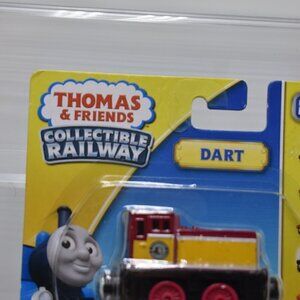 THOMAS
& FRIENDS
COLLECTIBLE
RAILWAY
DART